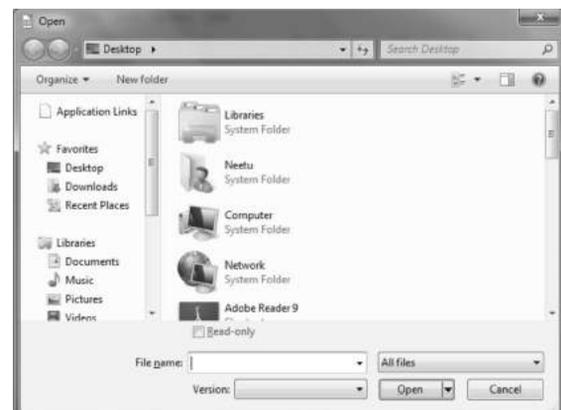 Open
Desktop
Search Desktop
Organize
New folder
Application Links
Favorites
Desktop
Downloads
Recent Places
Libraries
Documents
Music
Pictures
Videos
Libraries
System Folder
Neetu
System Folder
Computer
System Folder
Network
System Folder
Adobe Reader 9
Read-only
File name:
All files
Version:
Open
Cancel